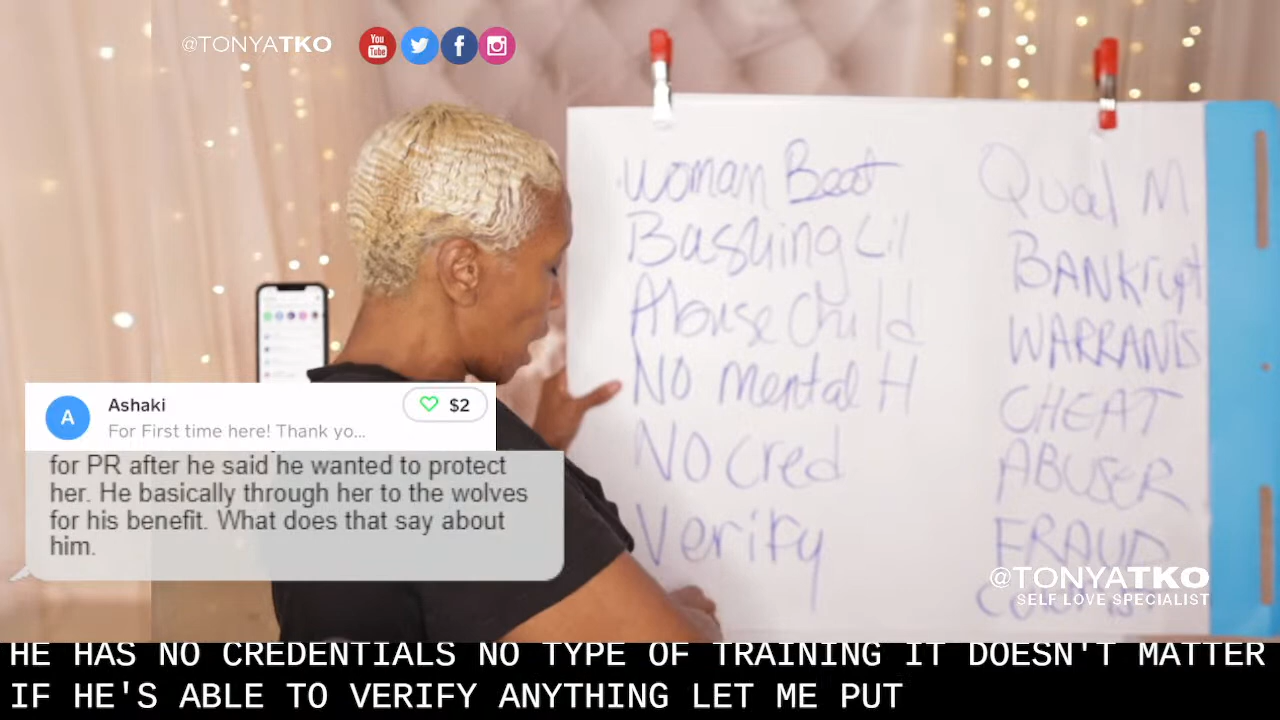 @TONYATKO
You Tube
Woman Beat
Bashing Lil
Abuse Child
No mental H
NO Cred
Verify
Qual M
BANKrupt
WARRANTS
CHEAT
ABUSER
FRAUD
A
Ashaki
$2
For First time here! Thank yo...
for PR after he said he wanted to protect
her. He basically through her to the wolves
for his benefit. What does that say about
him.
@TONYATKO
SELF LOVE SPECIALIST
HE HAS NO CREDENTIALS NO TYPE OF TRAINING IT DOESN'T MATTER
IF HE'S ABLE TO VERIFY ANYTHING LET ME PUT